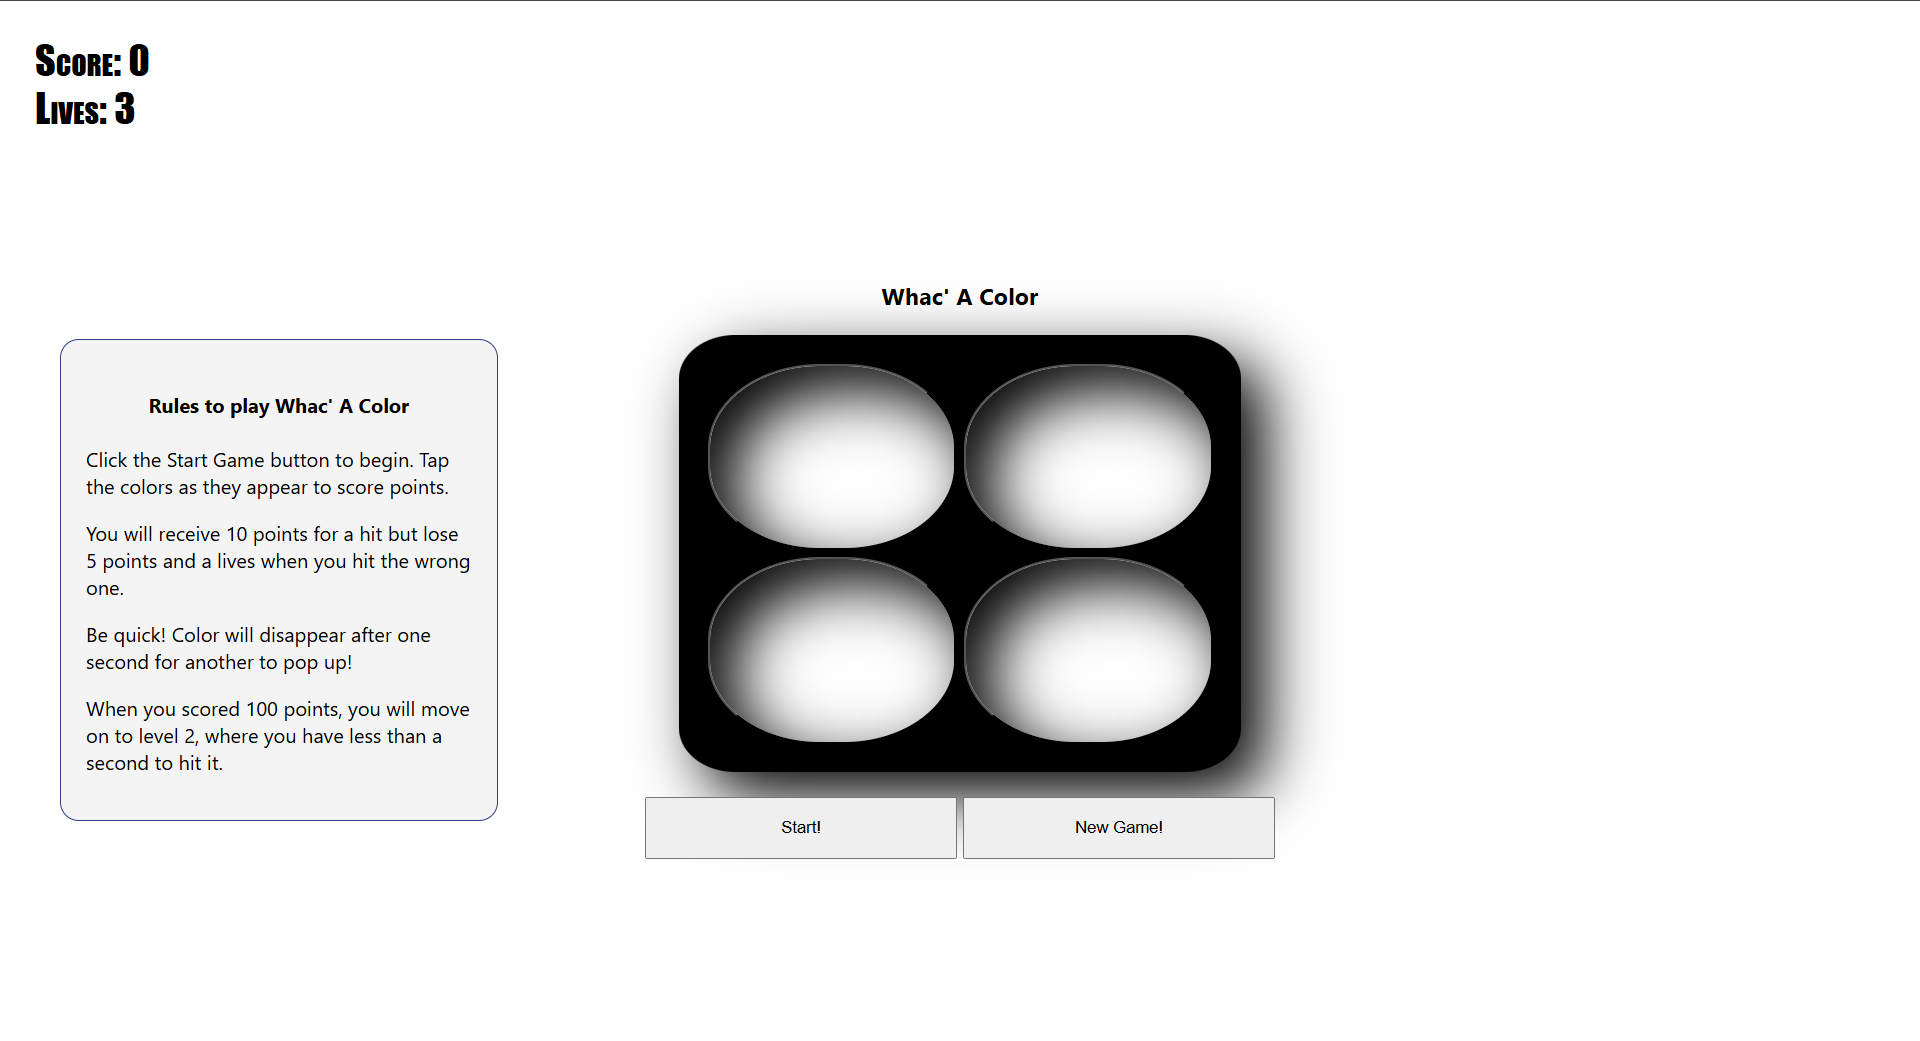 Score: 0
Lives: 3
Whac' A Color
Rules to play Whac' A Color
Click the Start Game button to begin. Tap
the colors as they appear to score points.
You will receive 10 points for a hit but lose
5 points and a lives when you hit the wrong
one.
Be quick! Color will disappear after one
second for another to pop up!
When you scored 100 points, you will move
on to level 2, where you have less than a
second to hit it.
Start!
New Game!